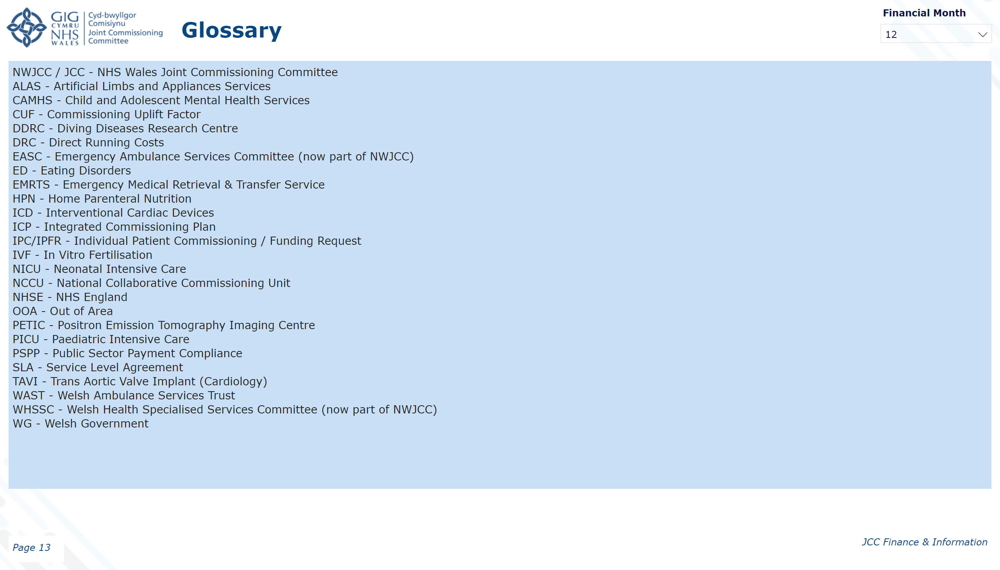 GIG
CYMRU
NHS
WALES
Cyd-bwyllgor
Comisiynu
Joint Commissioning
Committee
Glossary
Financial Month
12
NWJCC / JCC - NHS Wales Joint Commissioning Committee
ALAS - Artificial Limbs and Appliances Services
CAMHS - Child and Adolescent Mental Health Services
CUF - Commissioning Uplift Factor
DDRC - Diving Diseases Research Centre
DRC - Direct Running Costs
EASC - Emergency Ambulance Services Committee (now part of NWJCC)
ED - Eating Disorders
EMRTS - Emergency Medical Retrieval & Transfer Service
HPN - Home Parenteral Nutrition
ICD - Interventional Cardiac Devices
ICP - Integrated Commissioning Plan
IPC/IPFR - Individual Patient Commissioning / Funding Request
IVF - In Vitro Fertilisation
NICU - Neonatal Intensive Care
NCCU - National Collaborative Commissioning Unit
NHSE - NHS England
OOA - Out of Area
PETIC - Positron Emission Tomography Imaging Centre
PICU - Paediatric Intensive Care
PSPP - Public Sector Payment Compliance
SLA - Service Level Agreement
TAVI - Trans Aortic Valve Implant (Cardiology)
WAST - Welsh Ambulance Services Trust
WHSSC - Welsh Health Specialised Services Committee (now part of NWJCC)
WG - Welsh Government
Page 13
JCC Finance & Information